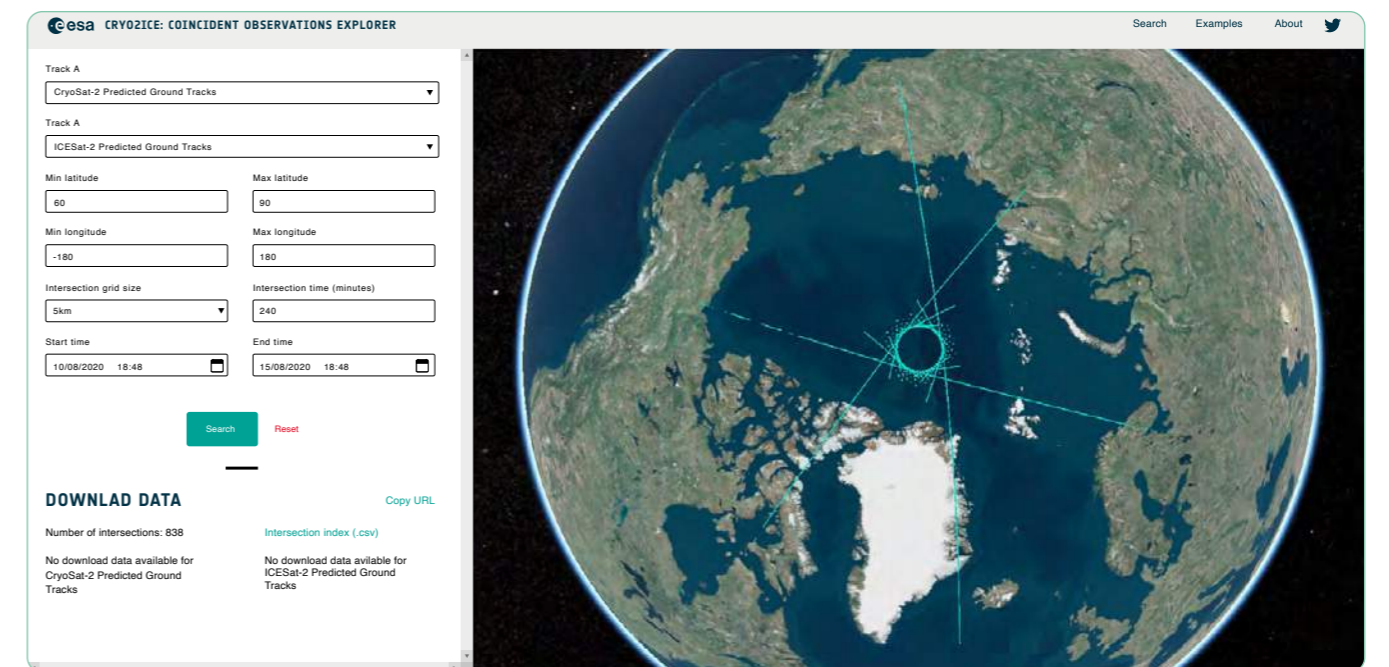 esa CRYO2ICE: COINCIDENT OBSERVATIONS EXPLORER
Search Examples About
Track A
CryoSat-2 Predicted Ground Tracks
Track A
ICESat-2 Predicted Ground Tracks
Min latitude Max latitude
60 90
Min longitude Max longitude
-180 180
Intersection grid size Intersection time (minutes)
5km 240
Start time End time
10/08/2020 18:48 15/08/2020 18:48
Search Reset
DOWNLAD DATA Copy URL
Number of intersections: 838 Intersection index (.csv)
No download data available for
CryoSat-2 Predicted Ground
Tracks
No download data avilable for
ICESat-2 Predicted Ground
Tracks